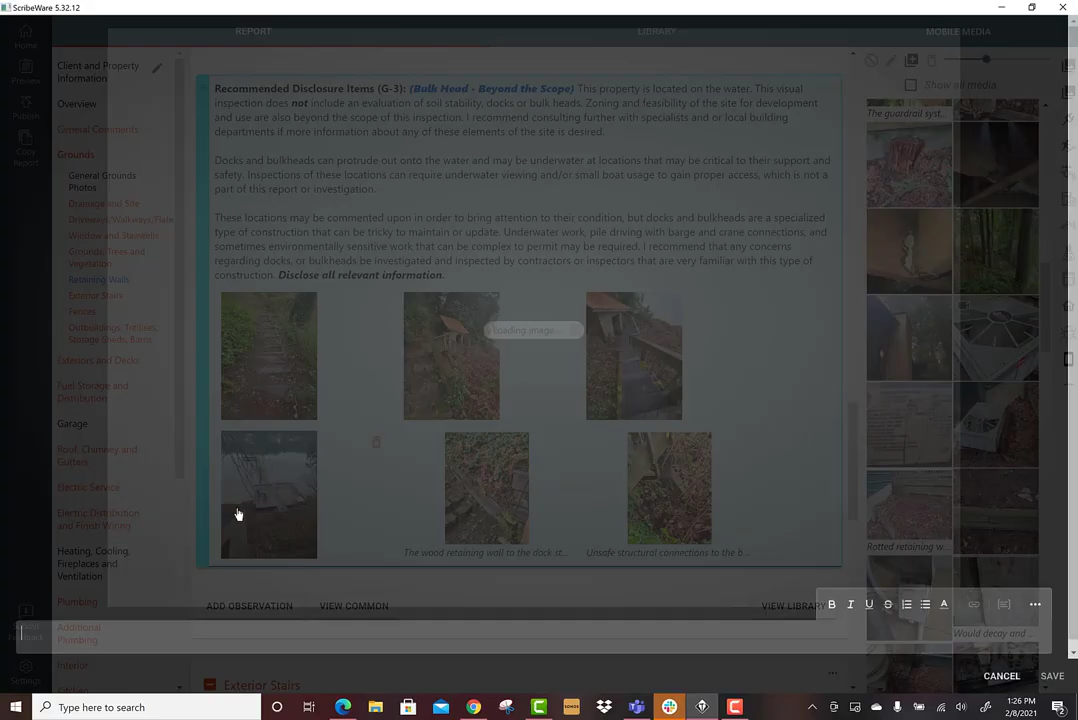 ScribeWare 5.32.12
REPORT
LIBRARY
MOBILE MEDIA
Home
Preview
Publish
Copy
Report
Settings
Client and Property
Information
Overview
General Comments
Grounds
General Grounds
Photos
Drainage and Site
Driveways/Walkways/Flatw
Window and Stairwells
Grounds, Trees and
Vegetation
Retaining Walls
Exterior Stairs
Fences
Outbuildings, Trellises,
Storage Sheds, Barns
Exteriors and Decks
Fuel Storage and
Distribution
Garage
Roof, Chimney and
Gutters
Electric Service
Electric Distribution
and Finish Wiring
Heating, Cooling,
Fireplaces and
Ventilation
Plumbing
Additional
Plumbing
Interior
Recommended Disclosure Items (G-3): (Bulk Head - Beyond the Scope) This property is located on the water. This visual
inspection does not include an evaluation of soil stability, docks or bulk heads. Zoning and feasibility of the site for development
and use are also beyond the scope of this inspection. I recommend consulting further with specialists and or local building
departments if more information about any of these elements of the site is desired.
Docks and bulkheads can protrude out onto the water and may be underwater at locations that may be critical to their support and
safety. Inspections of these locations can require underwater viewing and/or small boat usage to gain proper access, which is not a
part of this report or investigation.
These locations may be commented upon in order to bring attention to their condition, but docks and bulkheads are a specialized
type of construction that can be tricky to maintain or update. Underwater work, pile driving with barge and crane connections, and
sometimes environmentally sensitive work that can be complex to permit may be required. I recommend that any concerns
regarding docks, or bulkheads be investigated and inspected by contractors or inspectors that are very familiar with this type of
construction. Disclose all relevant information.
Loading image...
The wood retaining wall to the dock st...
Unsafe structural connections to the b...
ADD OBSERVATION
VIEW COMMON
VIEW LIBRARY
Exterior Stairs
Show all media
The guardrail syst...
Rotted retaining w...
Would decay and ...
B I U S A
CANCEL
SAVE
Type here to search
SONOS
1:26 PM
2/8/2021
2